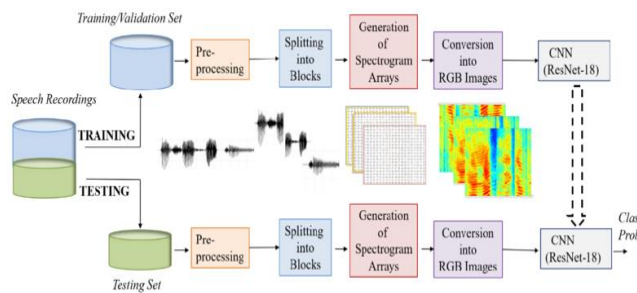 Training/Validation Set
Pre-
processing
Splitting
into
Blocks
Generation
of
Spectrogram
Arrays
Conversion
into
RGB Images
CNN
(ResNet-18)
Speech Recordings
TRAINING
TESTING
Pre-
processing
Splitting
into
Blocks
Generation
of
Spectrogram
Arrays
Conversion
into
RGB Images
CNN
(ResNet-18)
Clas
Prob
Testing Set